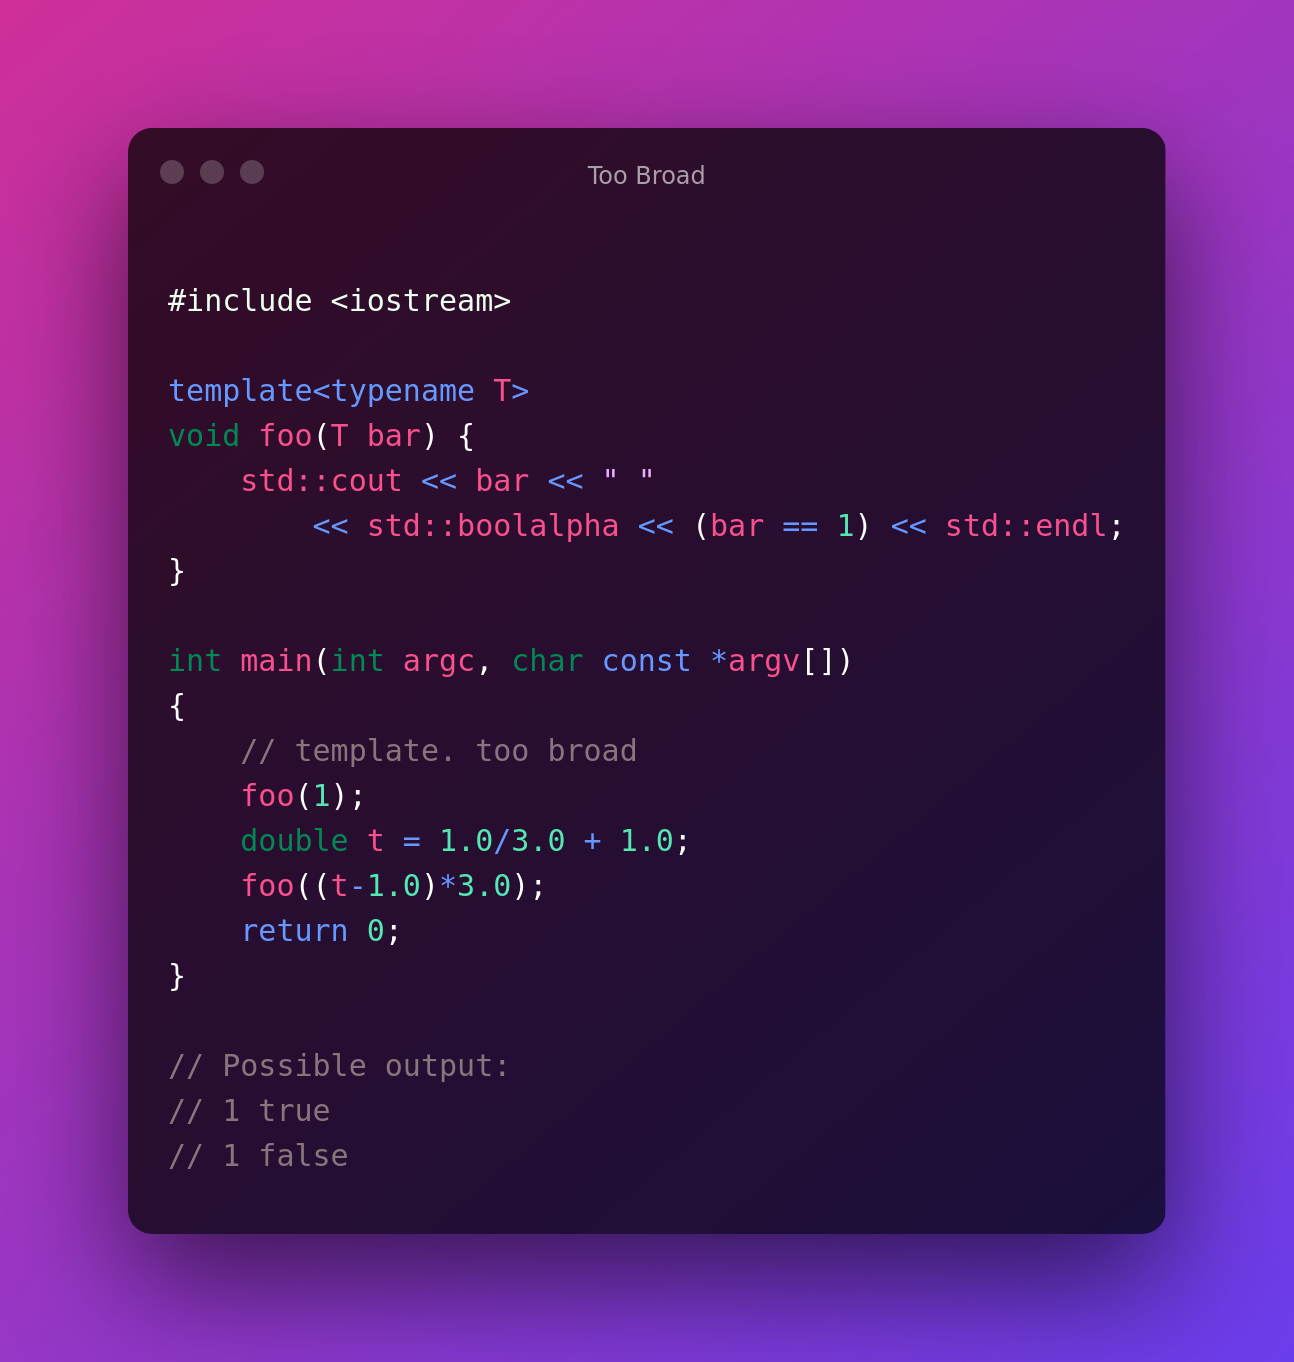 Too Broad
#include <iostream>
template<typename T>
void foo(T bar) {
    std::cout << bar << " "
        << std::boolalpha << (bar == 1) << std::endl;
}
int main(int argc, char const *argv[])
{
    // template. too broad
    foo(1);
    double t = 1.0/3.0 + 1.0;
    foo((t-1.0)*3.0);
    return 0;
}
// Possible output:
// 1 true
// 1 false